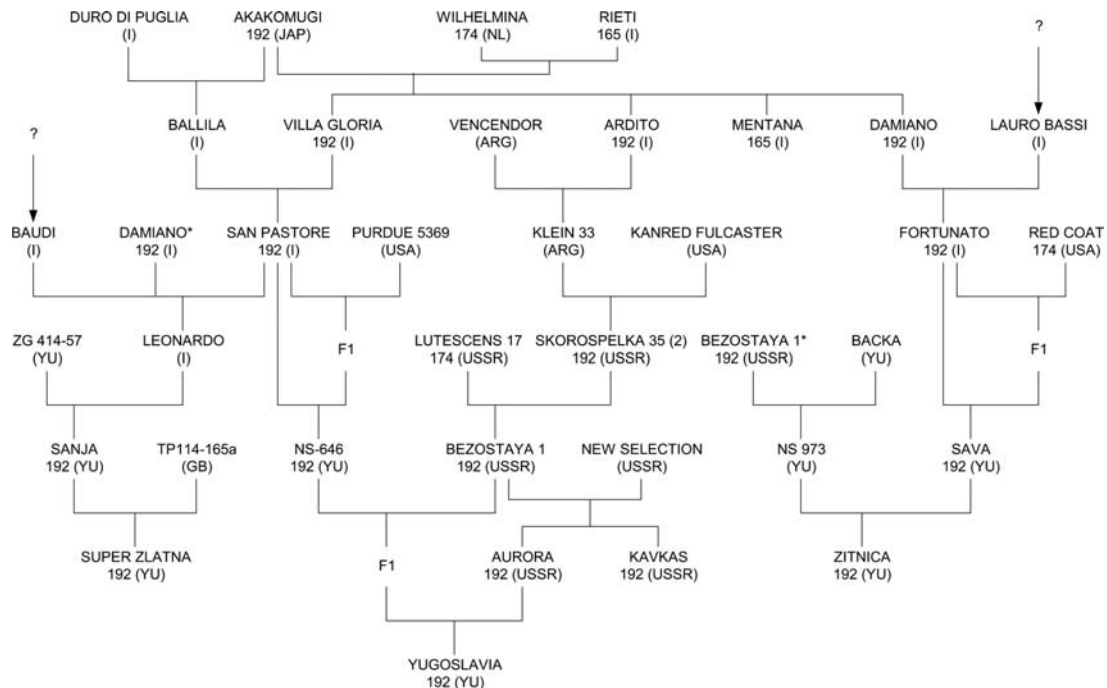 DURO DI PUGLIA
(I)
AKAKOMUGI
192 (JAP)
WILHELMINA
174 (NL)
RIETI
165 (I)
?
?
BALLILA
(I)
VILLA GLORIA
192 (I)
VENCENDOR
(ARG)
ARDITO
192 (I)
MENTANA
165 (I)
DAMIANO
192 (I)
LAURO BASSI
(I)
BAUDI
(I)
DAMIANO*
192 (I)
SAN PASTORE
192 (I)
PURDUE 5369
(USA)
KLEIN 33
(ARG)
KANRED FULCASTER
(USA)
FORTUNATO
192 (I)
RED COAT
174 (USA)
ZG 414-57
(YU)
LEONARDO
(I)
F1
LUTESCENS 17
174 (USSR)
SKOROSPELKA 35 (2)
192 (USSR)
BEZOSTAYA 1*
192 (USSR)
BACKA
(YU)
F1
SANJA
192 (YU)
TP114-165a
(GB)
NS-646
192 (YU)
BEZOSTAYA 1
192 (USSR)
NEW SELECTION
(USSR)
NS 973
(YU)
SAVA
192 (YU)
SUPER ZLATNA
192 (YU)
F1
AURORA
192 (USSR)
KAVKAS
192 (USSR)
ZITNICA
192 (YU)
YUGOSLAVIA
192 (YU)